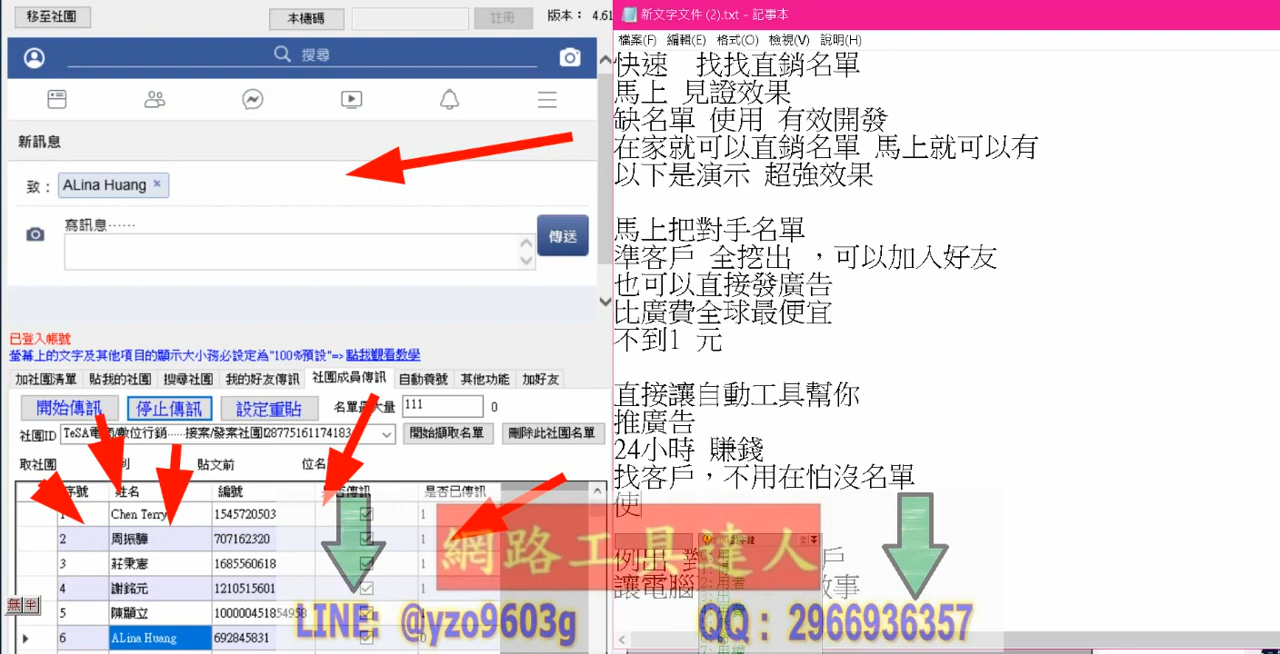 移至社團
本機碼
註冊
版本： 4.61
搜尋
新訊息
致：
ALina Huang ×
寫訊息……
傳送
已登入帳號
螢幕上的文字及其他項目的顯示大小務必設定為"100%預設"=>點我觀看教學
加社團清單 貼我的社團 搜尋社團 我的好友傳訊 社團成員傳訊 自動養號 其他功能 加好友
開始傳訊
停止傳訊
設定重貼
111
0
社團ID
開始擷取名單
刪除此社團名單
取社團
貼文前
位名
序號 姓名 編號
是否已傳訊
1 Chen Terry 1545720503 1
2 周振驊 707162320 1
3 莊秉憲 1685560618
4 謝銘元 1210515601
5 陳顯立 100000451854958
6 ALina Huang 692845831
無 半
新文字文件 (2).txt - 記事本
檔案(F) 編輯(E) 格式(O) 檢視(V) 說明(H)
快速 找找直銷名單
馬上 見證效果
缺名單 使用 有效開發
在家就可以直銷名單 馬上就可以有
以下是演示 超強效果
馬上把對手名單
準客戶 全挖出 ，可以加入好友
也可以直接發廣告
比廣費全球最便宜
不到1 元
直接讓自動工具幫你
推廣告
24小時 賺錢
找客戶，不用在怕沒名單
使
例出 對 戶
讓電腦 做事
網路工具達人
LINE: @yzo9603g
QQ：2966936357